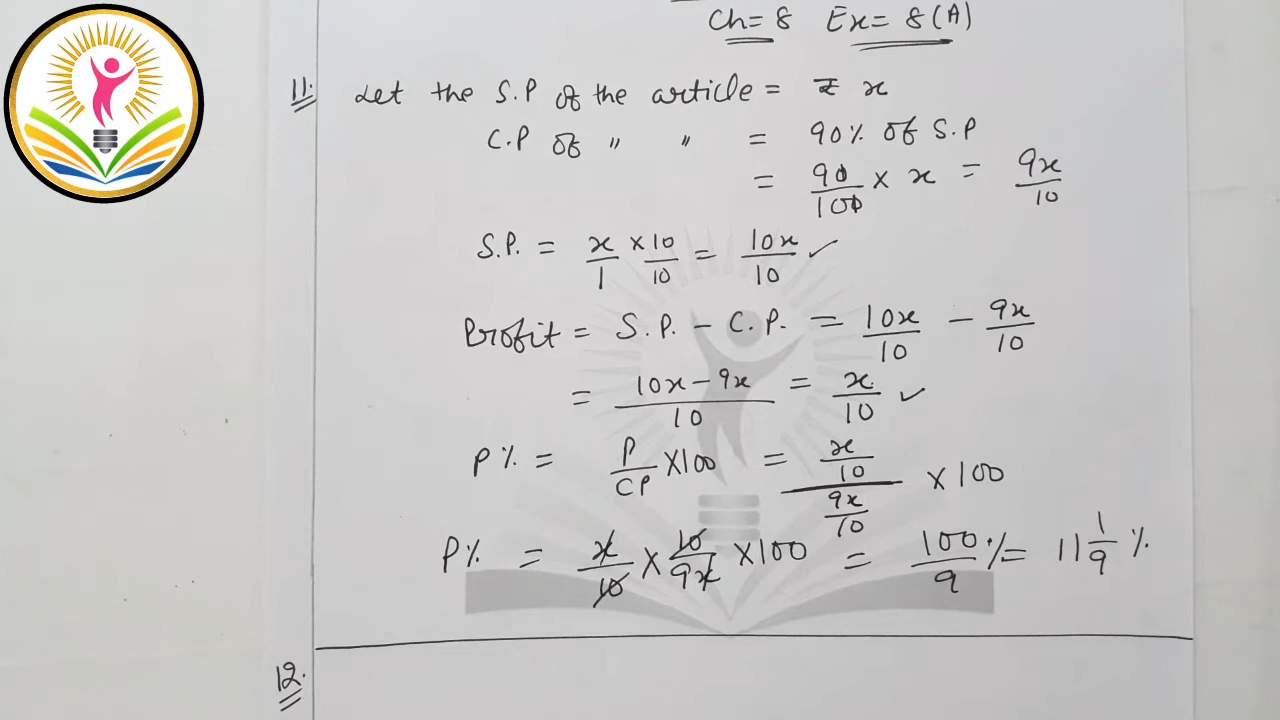 Ch= 8 Ex= 8(A)
11. Let the S.P of the article = ₹ x
C.P of " " = 90% of S.P
= 90/100 × x = 9x/10
S.P. = x/1 × 10/10 = 10x/10 ✓
Profit = S.P. - C.P. = 10x/10 - 9x/10
= 10x-9x/10 = x/10 ✓
P% = P/CP ×100 = x/10 / 9x/10 × 100
P% = x/10 × 10/9x ×100 = 100/9 % = 11 1/9 %
12.